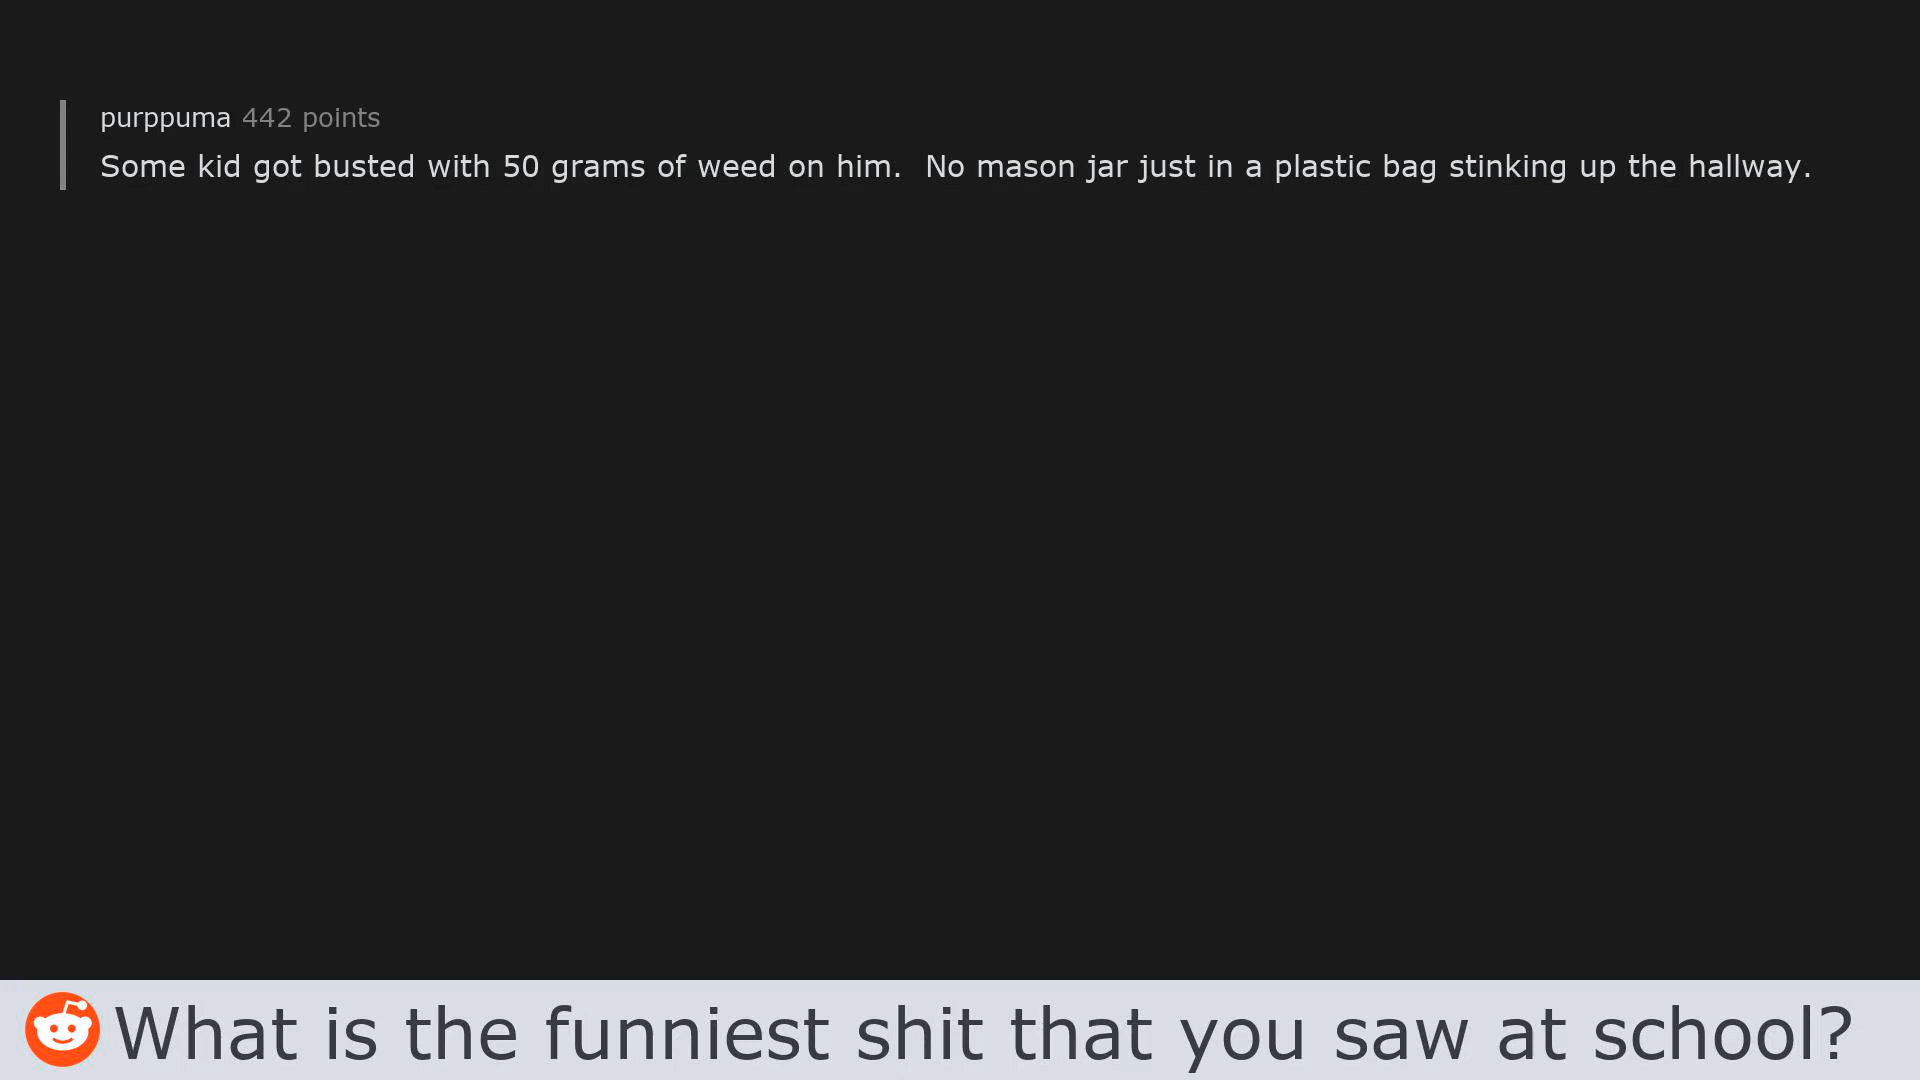 purppuma 442 points
Some kid got busted with 50 grams of weed on him.  No mason jar just in a plastic bag stinking up the hallway.
What is the funniest shit that you saw at school?